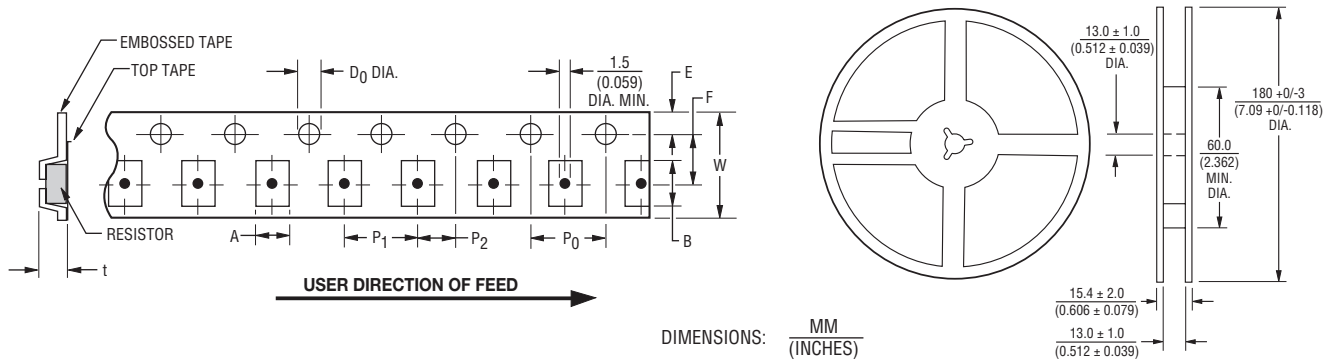 EMBOSSED TAPE
TOP TAPE
D0 DIA.
1.5
(0.059)
DIA. MIN.
E
F
W
RESISTOR
A
P1
P2
P0
B
t
USER DIRECTION OF FEED
DIMENSIONS:
MM
(INCHES)
13.0 ± 1.0
(0.512 ± 0.039)
DIA.
180 +0/-3
(7.09 +0/-0.118)
DIA.
60.0
(2.362)
MIN.
DIA.
15.4 ± 2.0
(0.606 ± 0.079)
13.0 ± 1.0
(0.512 ± 0.039)